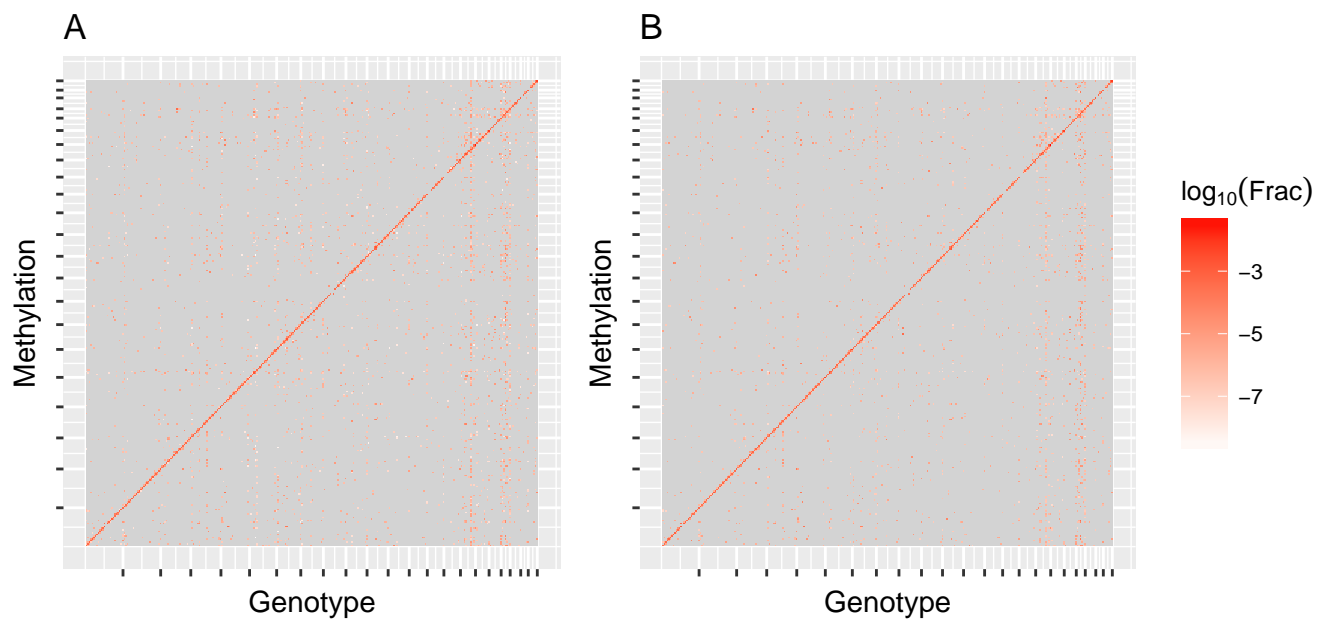 A
B
Methylation
Genotype
Methylation
Genotype
log₁₀(Frac)
−3
−5
−7